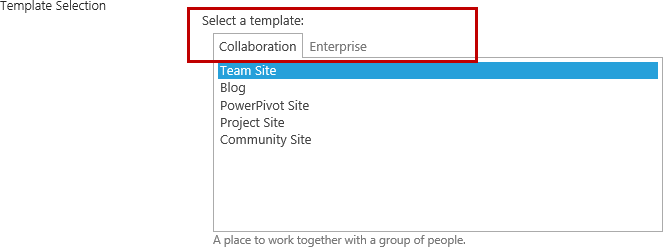 Template Selection
Select a template:
Collaboration Enterprise
Team Site
Blog
PowerPivot Site
Project Site
Community Site
A place to work together with a group of people.